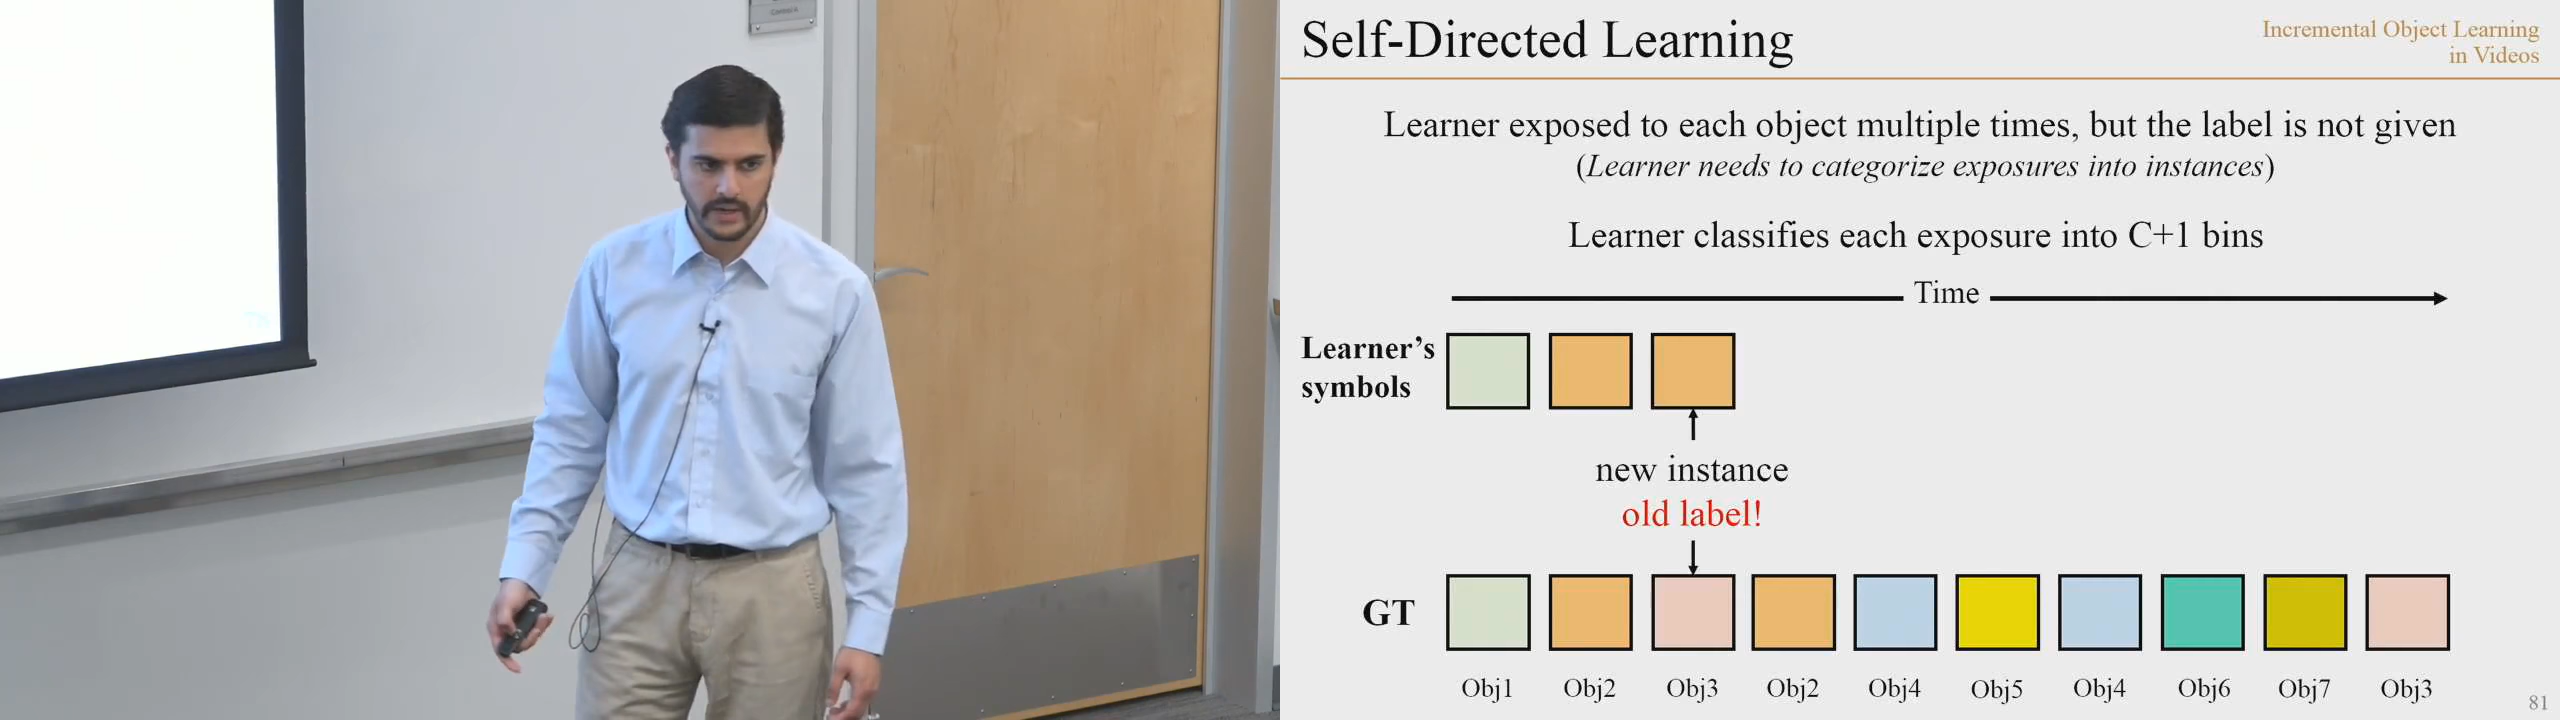 Self-Directed Learning
Incremental Object Learning
in Videos
Learner exposed to each object multiple times, but the label is not given
(Learner needs to categorize exposures into instances)
Learner classifies each exposure into C+1 bins
Time
Learner's
symbols
new instance
old label!
GT
Obj1 Obj2 Obj3 Obj2 Obj4 Obj5 Obj4 Obj6 Obj7 Obj3
81